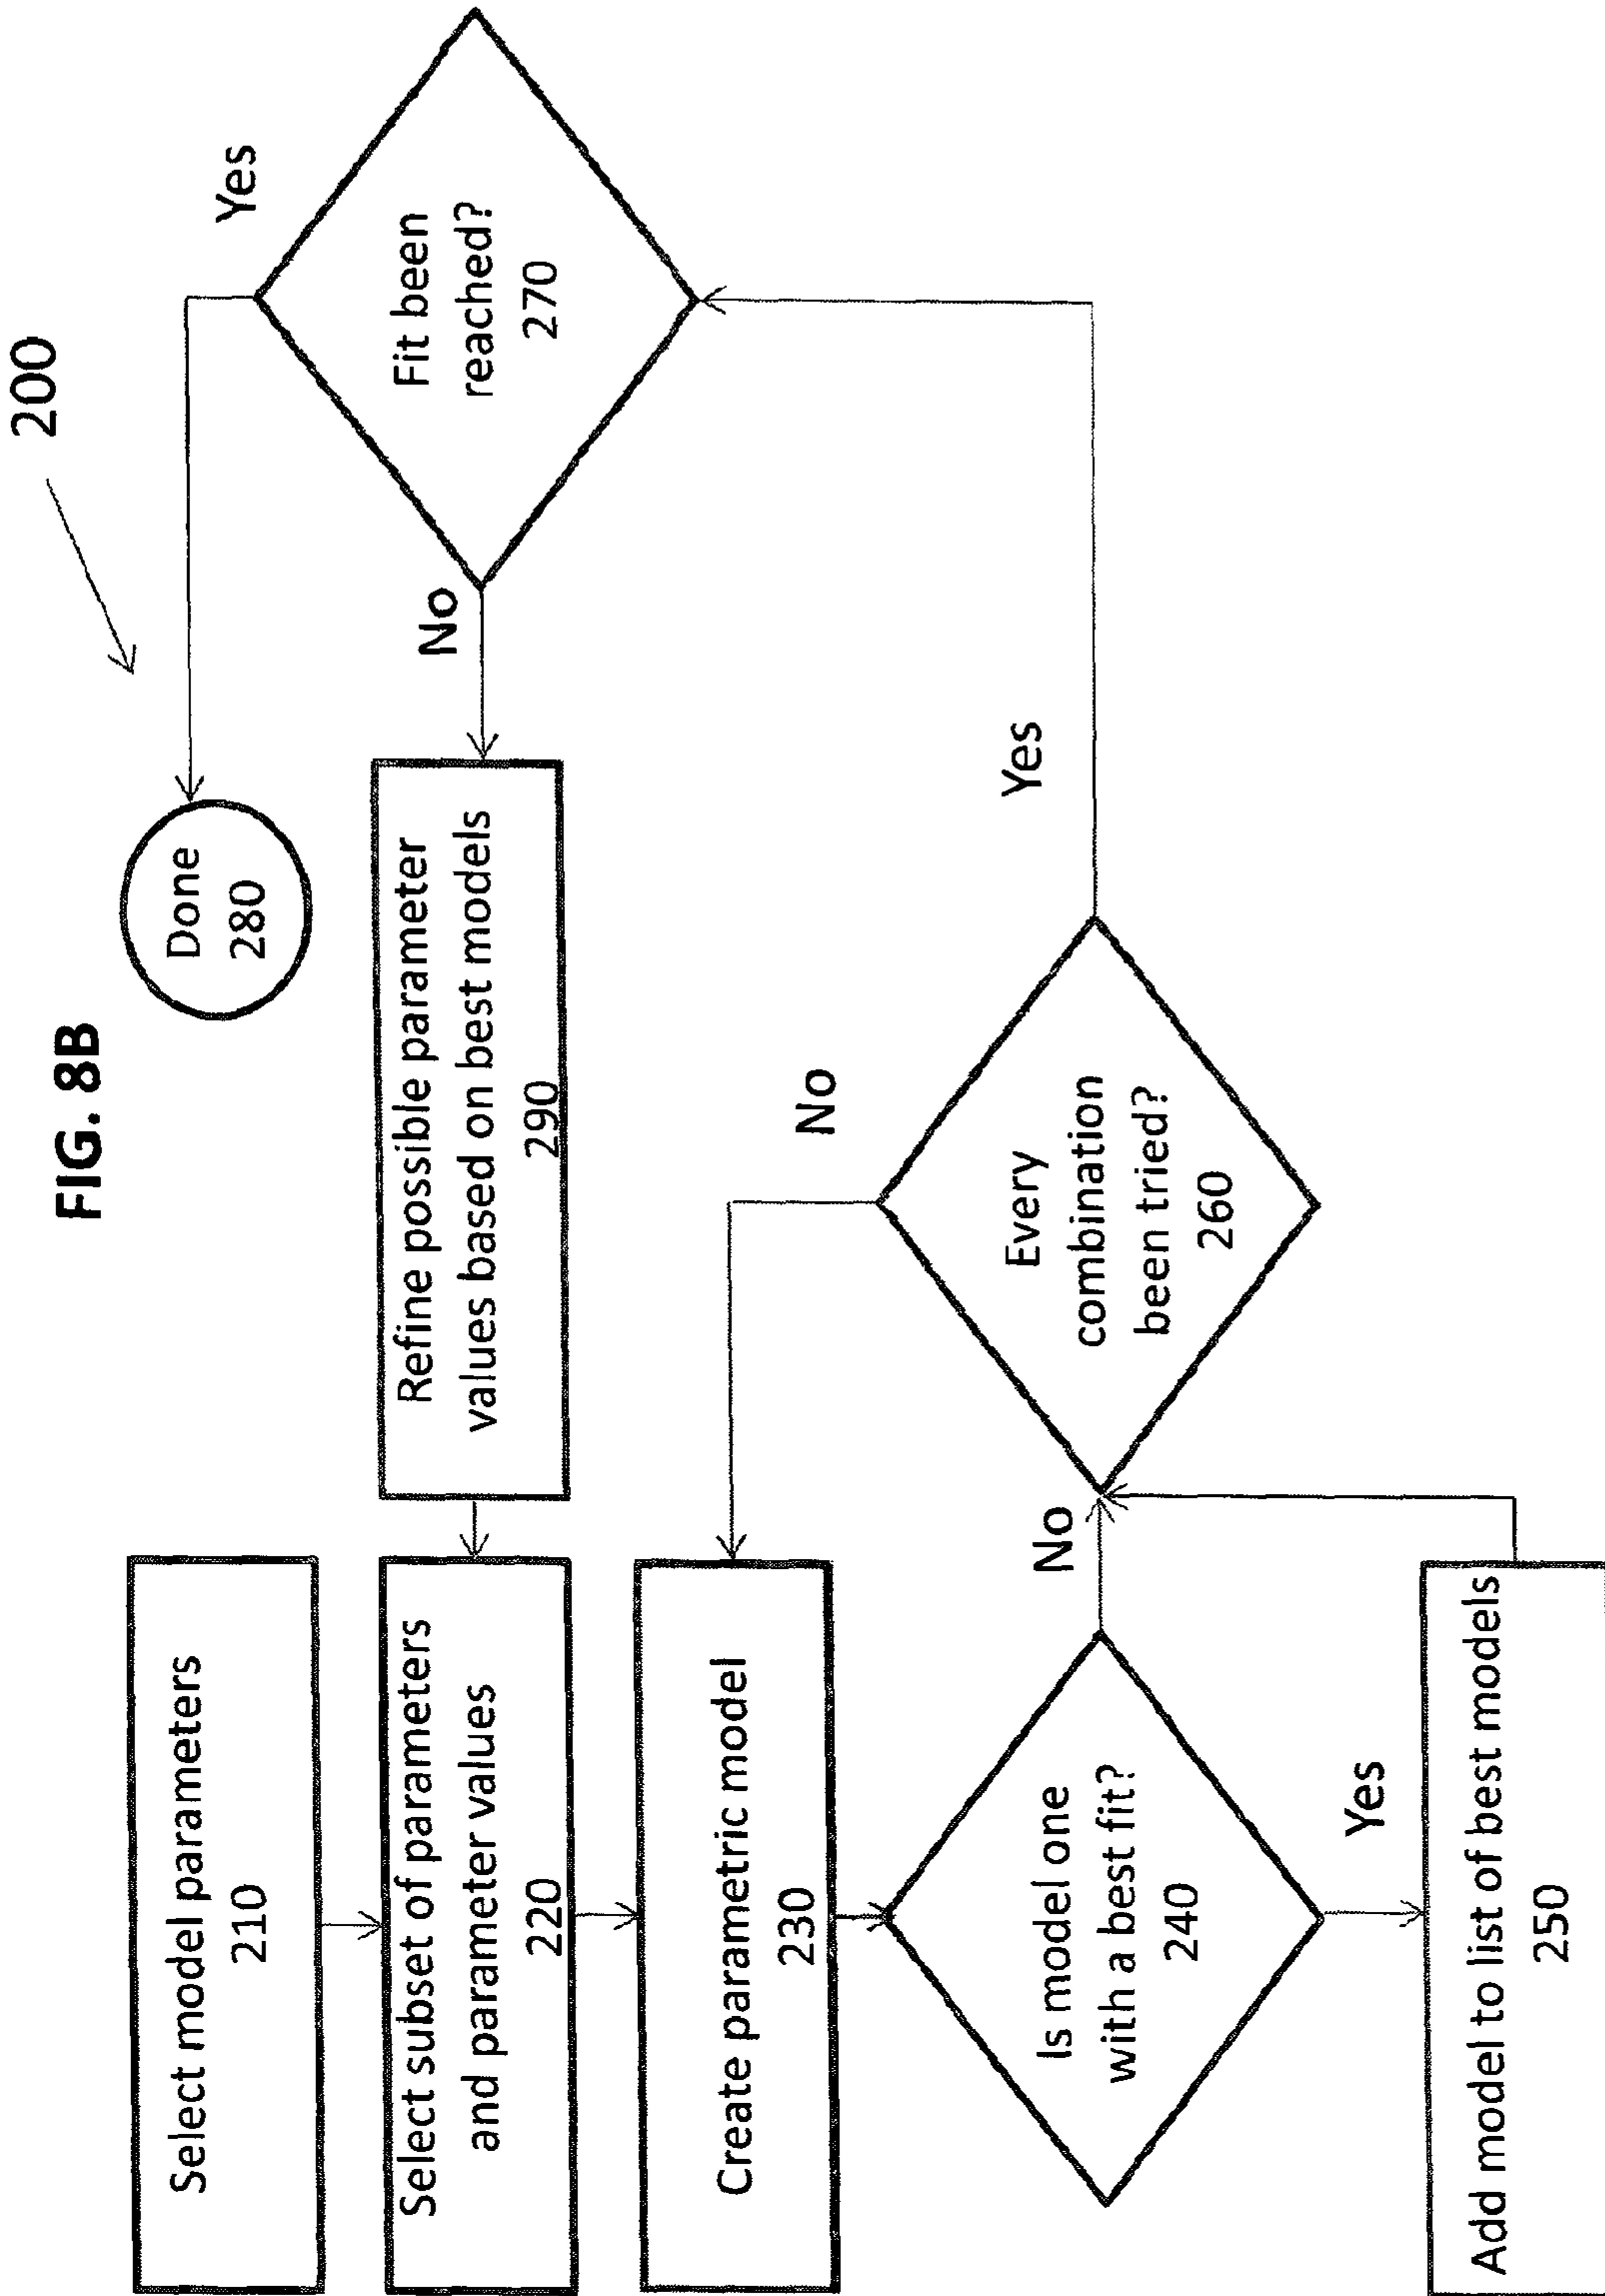 FIG. 8B
200
Select model parameters
210
Select subset of parameters
and parameter values
220
Create parametric model
230
Is model one
with a best fit?
240
Yes
No
Add model to list of best models
250
Every
combination
been tried?
260
No
Yes
Fit been
reached?
270
No
Yes
Refine possible parameter
values based on best models
290
Done
280